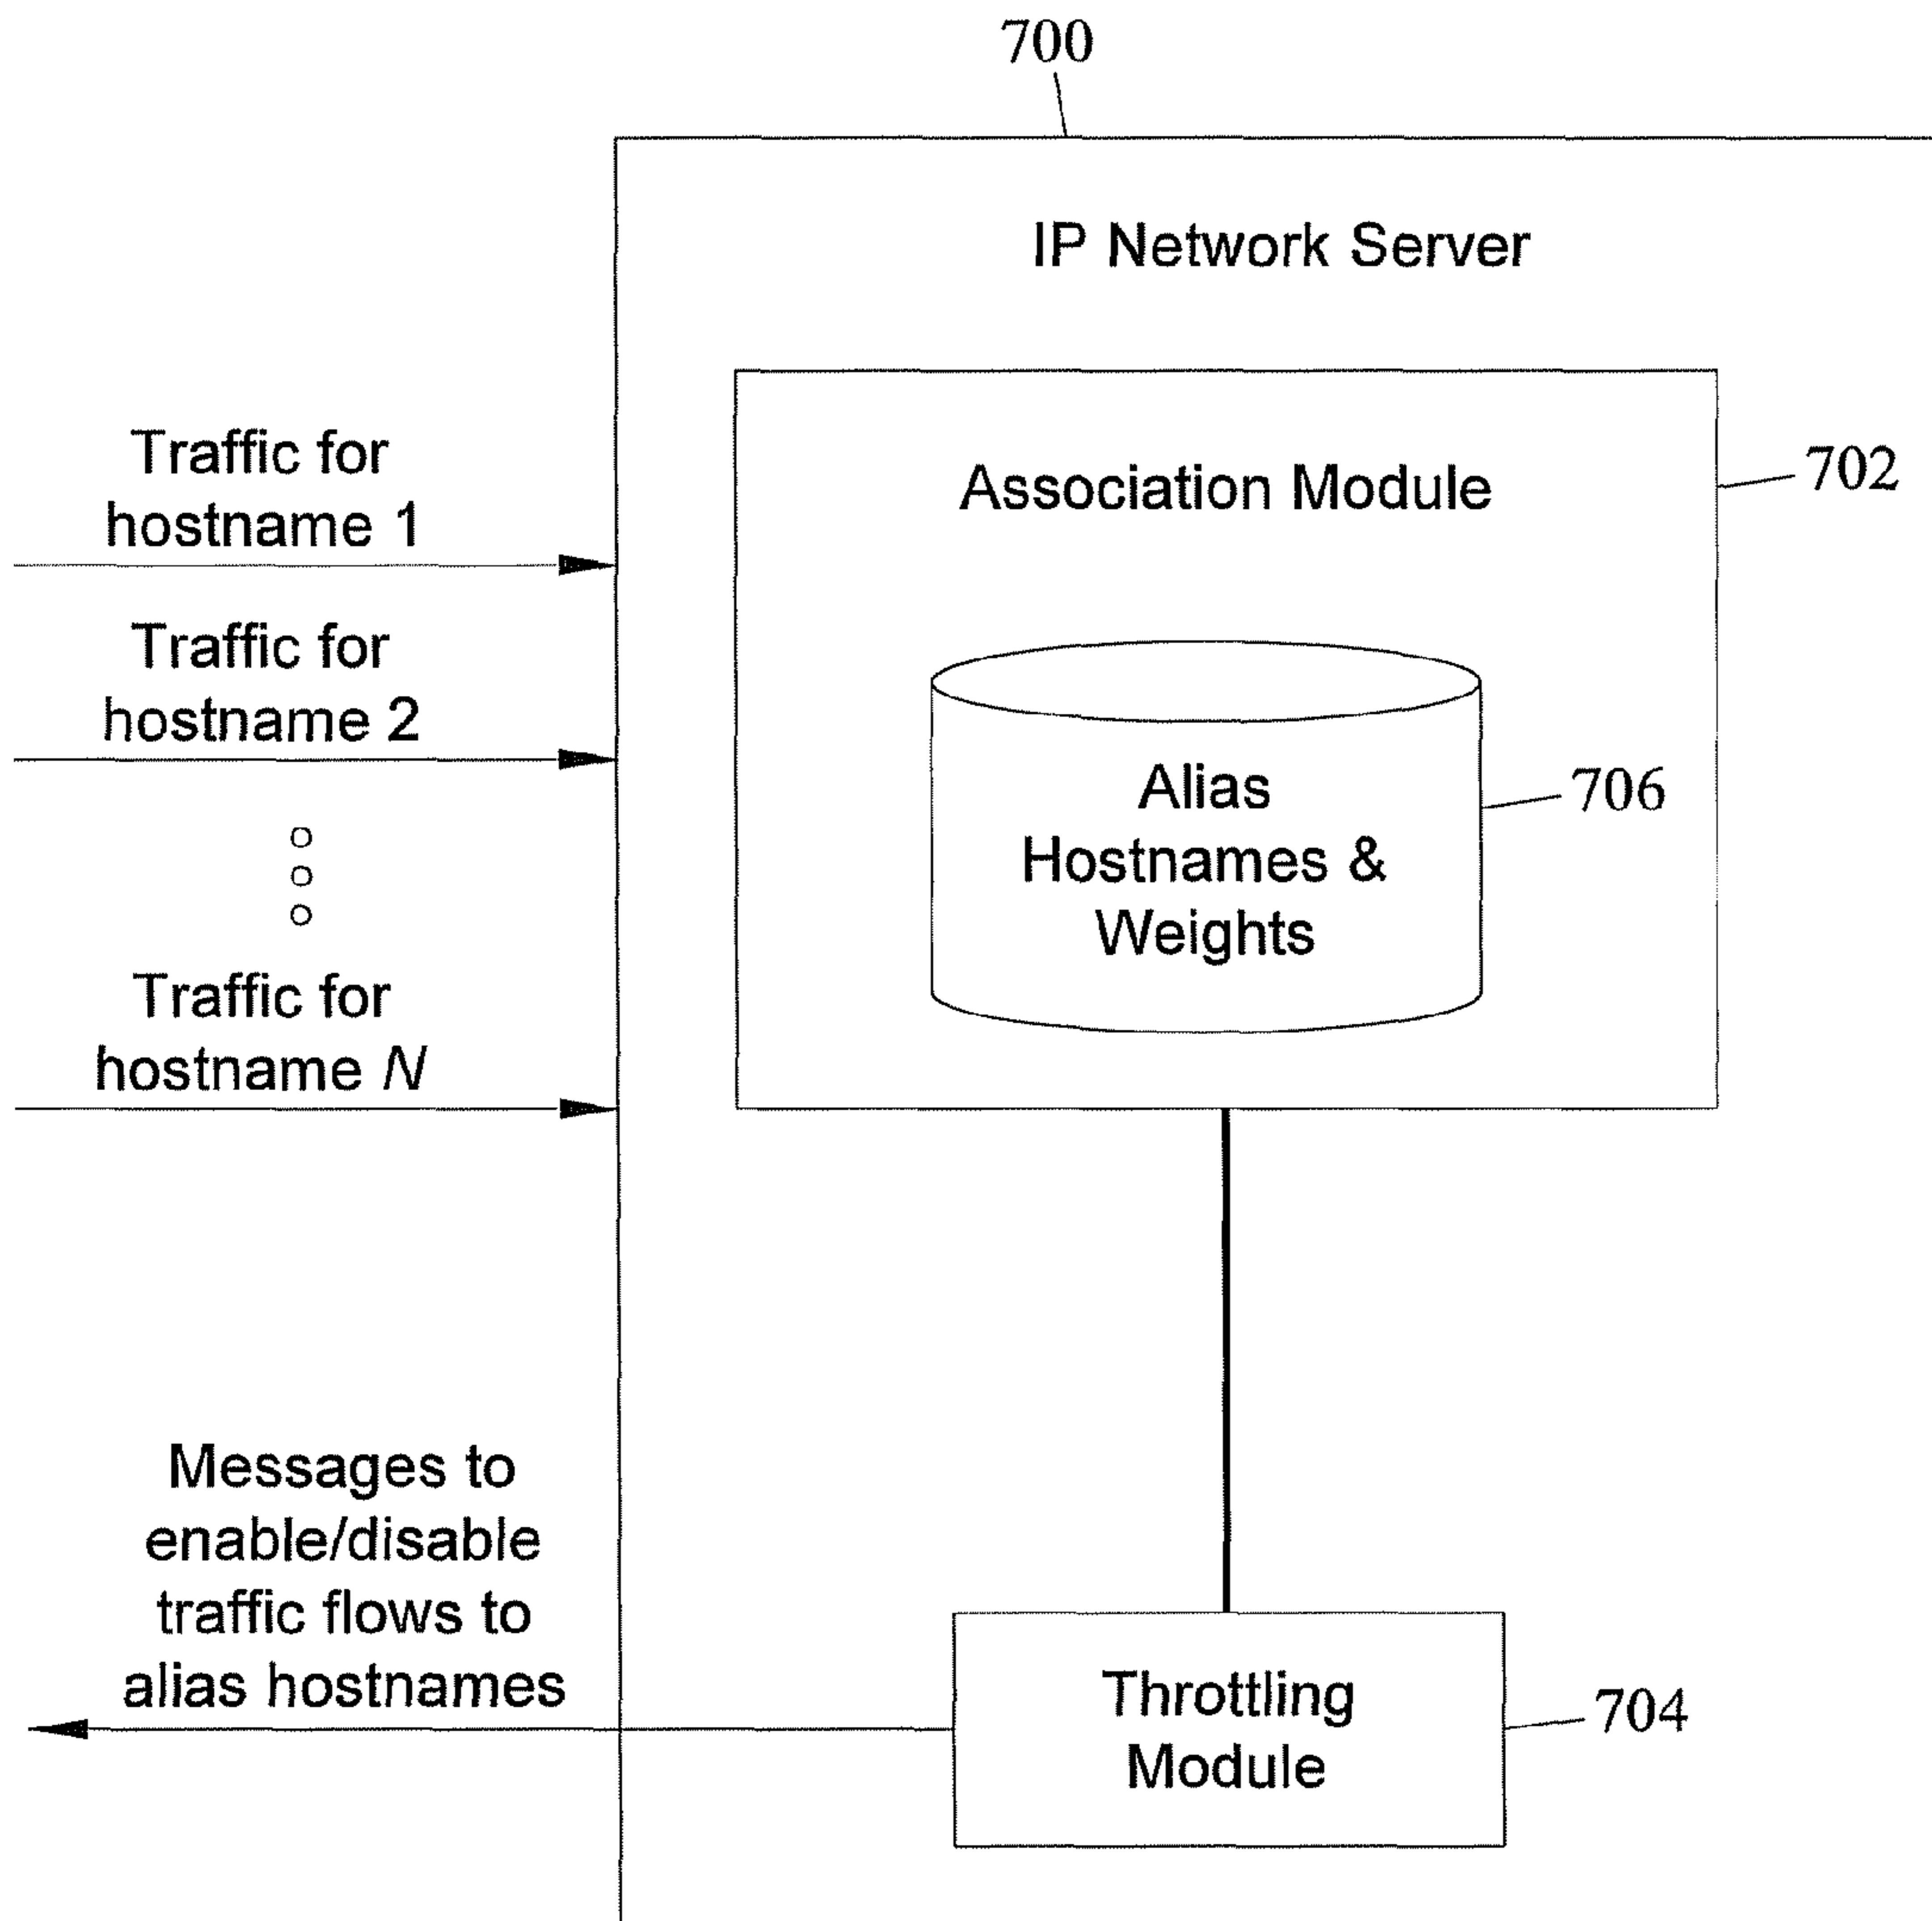 700
IP Network Server
Association Module
702
Alias
Hostnames &
Weights
706
Traffic for
hostname 1
Traffic for
hostname 2
Traffic for
hostname N
Messages to
enable/disable
traffic flows to
alias hostnames
Throttling
Module
704